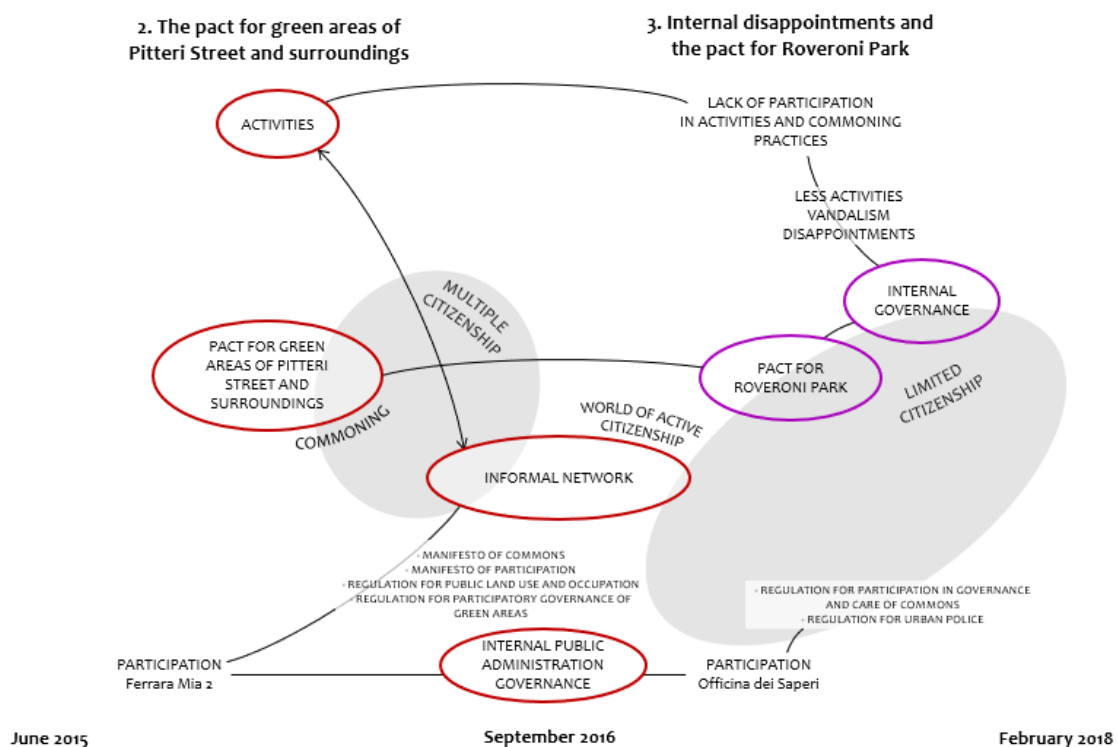 2. The pact for green areas of
Pitteri Street and surroundings
3. Internal disappointments and
the pact for Roveroni Park
ACTIVITIES
LACK OF PARTICIPATION
IN ACTIVITIES AND COMMONING
PRACTICES
LESS ACTIVITIES
VANDALISM
DISAPPOINTMENTS
INTERNAL
GOVERNANCE
MULTIPLE
CITIZENSHIP
PACT FOR GREEN
AREAS OF PITTERI
STREET AND
SURROUNDINGS
PACT FOR
ROVERONI PARK
LIMITED
CITIZENSHIP
COMMONING
WORLD OF ACTIVE
CITIZENSHIP
INFORMAL NETWORK
- MANIFESTO OF COMMONS
- MANIFESTO OF PARTICIPATION
- REGULATION FOR PUBLIC LAND USE AND OCCUPATION
- REGULATION FOR PARTICIPATORY GOVERNANCE OF
GREEN AREAS
- REGULATION FOR PARTICIPATION IN GOVERNANCE
AND CARE OF COMMONS
- REGULATION FOR URBAN POLICE
PARTICIPATION
Ferrara Mia 2
INTERNAL PUBLIC
ADMINISTRATION
GOVERNANCE
PARTICIPATION
Officina dei Saperi
June 2015
September 2016
February 2018